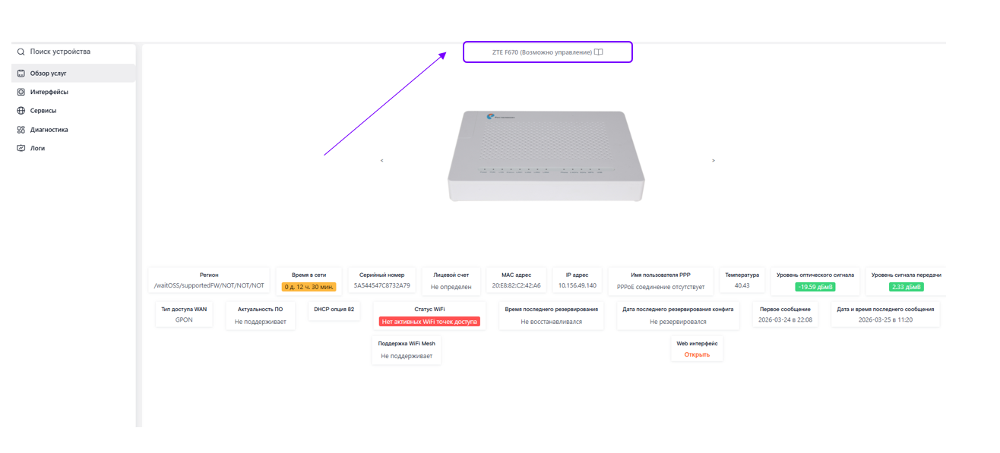 Поиск устройства
Обзор услуг
Интерфейсы
Сервисы
Диагностика
Логи
ZTE F670 (Возможно управление)
<
>
Регион
/waitOSS/supportedFW/NOT/NOT/NOT
Время в сети
0 д. 12 ч. 30 мин.
Серийный номер
5A544547C8732A79
Лицевой счет
Не определен
MAC адрес
20:E8:82:C2:42:A6
IP адрес
10.156.49.140
Имя пользователя PPP
PPPoE соединение отсутствует
Температура
40.43
Уровень оптического сигнала
-19.59 дБмВ
Уровень сигнала передачи
2.33 дБмВ
Тип доступа WAN
GPON
Актуальность ПО
Не поддерживает
DHCP опция 82
Статус WiFi
Нет активных WiFi точек доступа
Время последнего резервирования
Не восстанавливался
Дата последнего резервирования конфига
Не резервировался
Первое сообщение
2026-03-24 в 22:08
Дата и время последнего сообщения
2026-03-25 в 11:20
Поддержка WiFi Mesh
Не поддерживает
Web интерфейс
Открыть